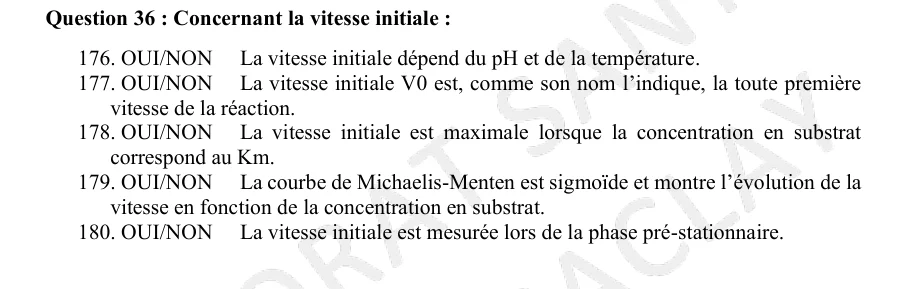 Question 36 : Concernant la vitesse initiale :
176. OUI/NON La vitesse initiale dépend du pH et de la température.
177. OUI/NON La vitesse initiale V0 est, comme son nom l'indique, la toute première
vitesse de la réaction.
178. OUI/NON La vitesse initiale est maximale lorsque la concentration en substrat
correspond au Km.
179. OUI/NON La courbe de Michaelis-Menten est sigmoïde et montre l'évolution de la
vitesse en fonction de la concentration en substrat.
180. OUI/NON La vitesse initiale est mesurée lors de la phase pré-stationnaire.